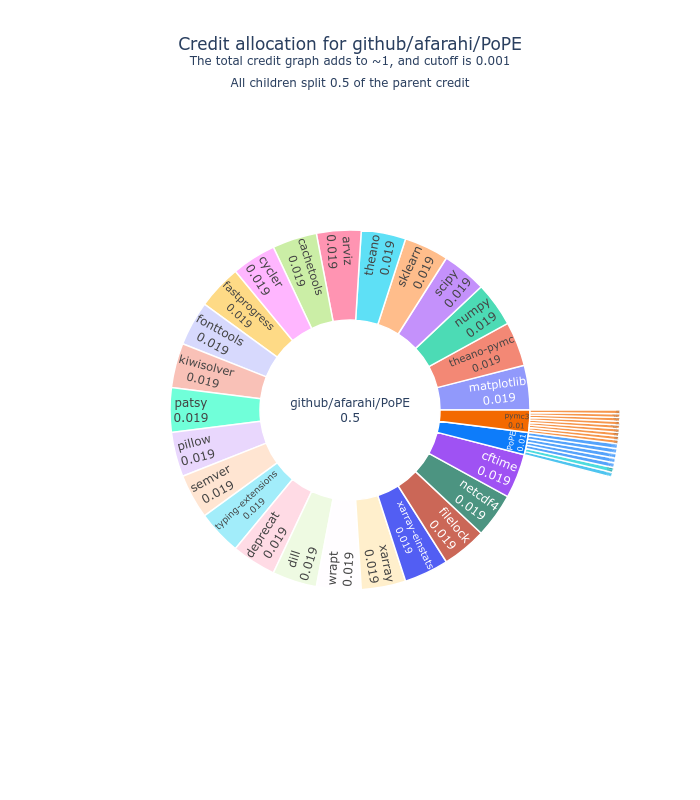 Credit allocation for github/afarahi/PoPE
The total credit graph adds to ~1, and cutoff is 0.001
All children split 0.5 of the parent credit
github/afarahi/PoPE
0.5
matplotlib
0.019
theano-pymc
0.019
numpy
0.019
scipy
0.019
sklearn
0.019
theano
0.019
arviz
0.019
cachetools
0.019
cycler
0.019
fastprogress
0.019
fonttools
0.019
kiwisolver
0.019
patsy
0.019
pillow
0.019
semver
0.019
typing-extensions
0.019
deprecat
0.019
dill
0.019
wrapt
0.019
xarray
0.019
xarray-einstats
0.019
filelock
0.019
netcdf4
0.019
cftime
0.019
PoPE
0.01
pymc3
0.01